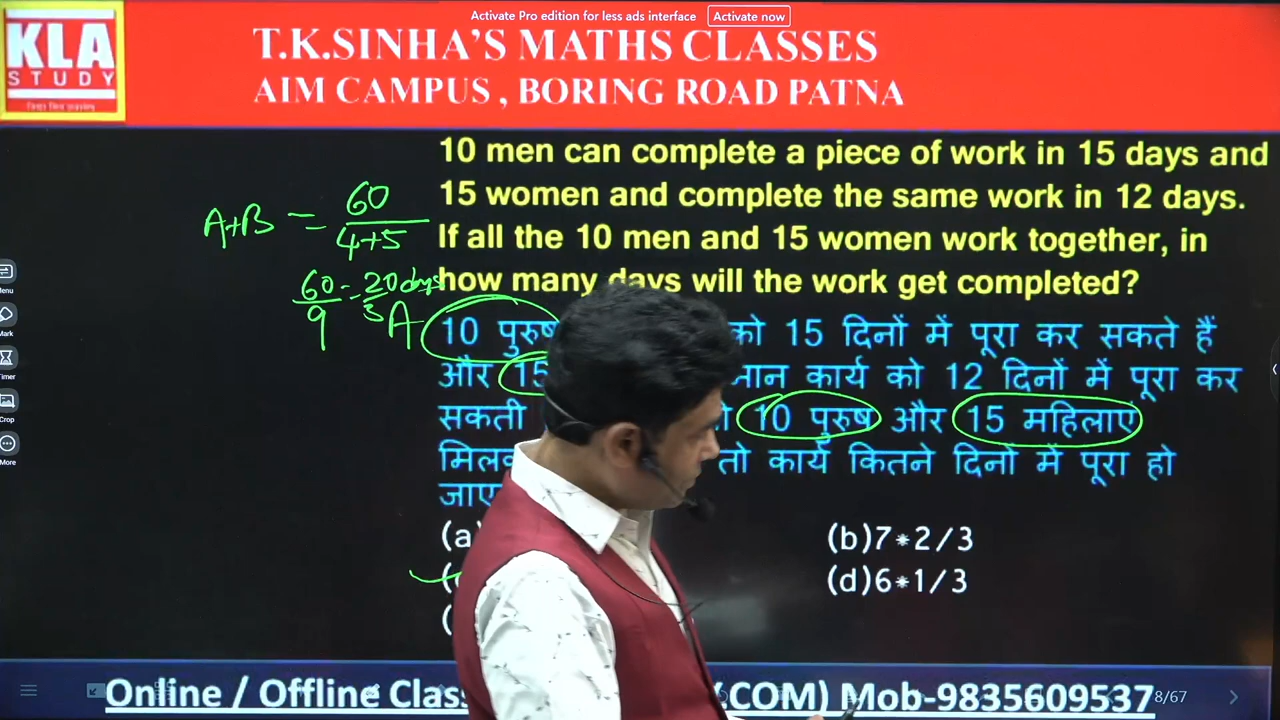 Activate Pro edition for less ads interface Activate now
KLA
STUDY
T.K.SINHA'S MATHS CLASSES
AIM CAMPUS , BORING ROAD PATNA
10 men can complete a piece of work in 15 days and
15 women and complete the same work in 12 days.
If all the 10 men and 15 women work together, in
how many days will the work get completed?
A+B = 60/4+5
60/9 = 20/3 days
A
10 पुरुष को 15 दिनों में पूरा कर सकते हैं
और 15 कार्य को 12 दिनों में पूरा कर
सकती 10 पुरुष और 15 महिलाएं
तो कार्य कितने दिनों में पूरा हो
(a
(b)7*2/3
(d)6*1/3
Menu
Mark
Timer
Crop
More
Online / Offline .COM) Mob-9835609537
8/67